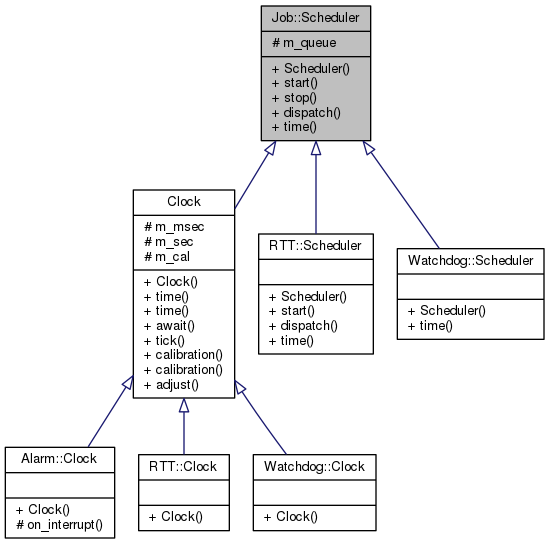 Job::Scheduler
# m_queue
+ Scheduler()
+ start()
+ stop()
+ dispatch()
+ time()
Clock
# m_msec
# m_sec
# m_cal
+ Clock()
+ time()
+ time()
+ await()
+ tick()
+ calibration()
+ calibration()
+ adjust()
RTT::Scheduler
+ Scheduler()
+ start()
+ dispatch()
+ time()
Watchdog::Scheduler
+ Scheduler()
+ time()
Alarm::Clock
+ Clock()
# on_interrupt()
RTT::Clock
+ Clock()
Watchdog::Clock
+ Clock()